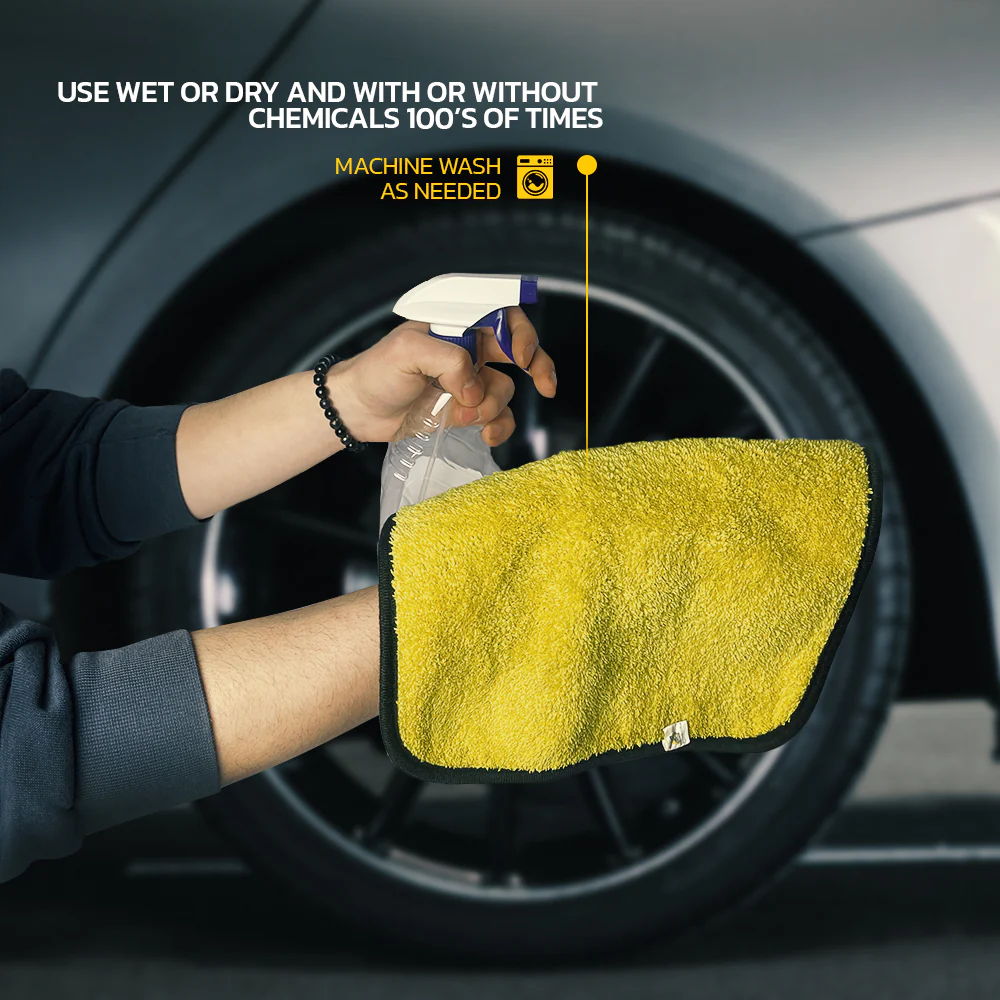 USE WET OR DRY AND WITH OR WITHOUT
CHEMICALS 100'S OF TIMES
MACHINE WASH
AS NEEDED